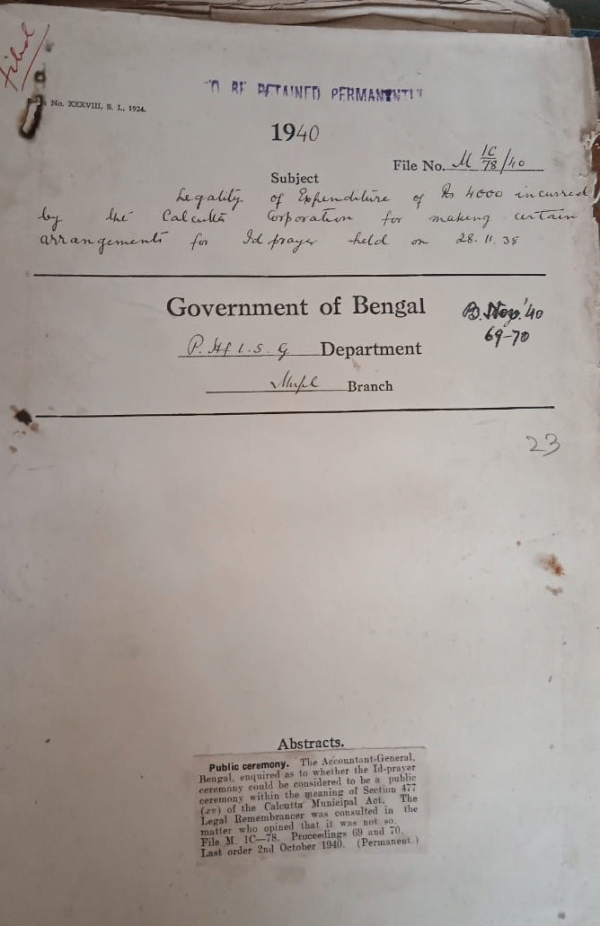 Filed
TO BE RETAINED PERMANENTLY
No. XXXVIII, S. I., 1924.
1940
File No. M 1C/78/40
Subject
Legality of Expenditure of Rs 4000 incurred
by the Calcutta Corporation for making certain
arrangements for Id prayer held on 28.11.38
Government of Bengal
B. Nov. '40
69-70
P. H & L. S. G Department
Branch
23
Abstracts.
Public ceremony. The Accountant-General,
Bengal, enquired as to whether the Id-prayer
ceremony could be considered to be a public
ceremony within the meaning of Section 477
(xv) of the Calcutta Municipal Act. The
Legal Remembrancer was consulted in the
matter who opined that it was not so.
File M. 1C—78. Proceedings 69 and 70.
Last order 2nd October 1940. (Permanent.)